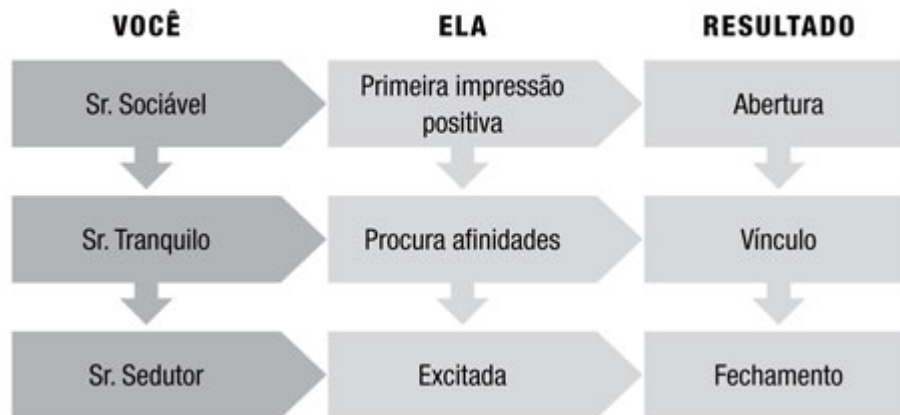 VOCÊ
ELA
RESULTADO
Sr. Sociável
Primeira impressão
positiva
Abertura
Sr. Tranquilo
Procura afinidades
Vínculo
Sr. Sedutor
Excitada
Fechamento